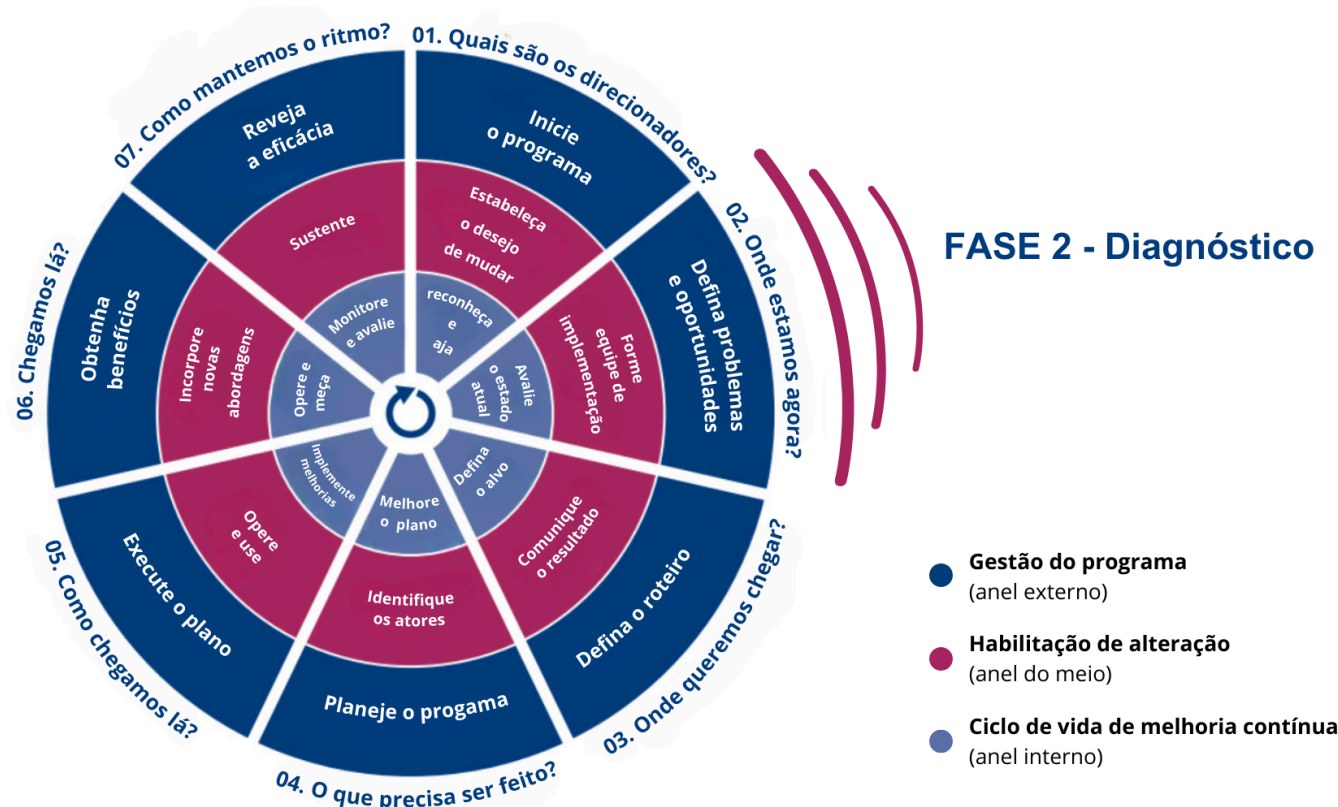 01. Quais são os direcionadores?
Inicie
o programa
Estabeleça
o desejo
de mudar
reconheça
e
aja
02. Onde estamos agora?
Defina problemas
e oportunidades
Forme
equipe de
implementação
Avalie
o estado
atual
03. Onde queremos chegar?
Defina o roteiro
Comunique
o resultado
Defina
o alvo
04. O que precisa ser feito?
Planeje o progama
Identifique
os atores
Melhore
o plano
05. Como chegamos lá?
Execute o plano
Opere
e use
Implemente
melhorias
06. Chegamos lá?
Obtenha
benefícios
Incorpore
novas
abordagens
Opere e
meça
07. Como mantemos o ritmo?
Reveja
a eficácia
Sustente
Monitore
e avalie
FASE 2 - Diagnóstico
Gestão do programa
(anel externo)
Habilitação de alteração
(anel do meio)
Ciclo de vida de melhoria contínua
(anel interno)